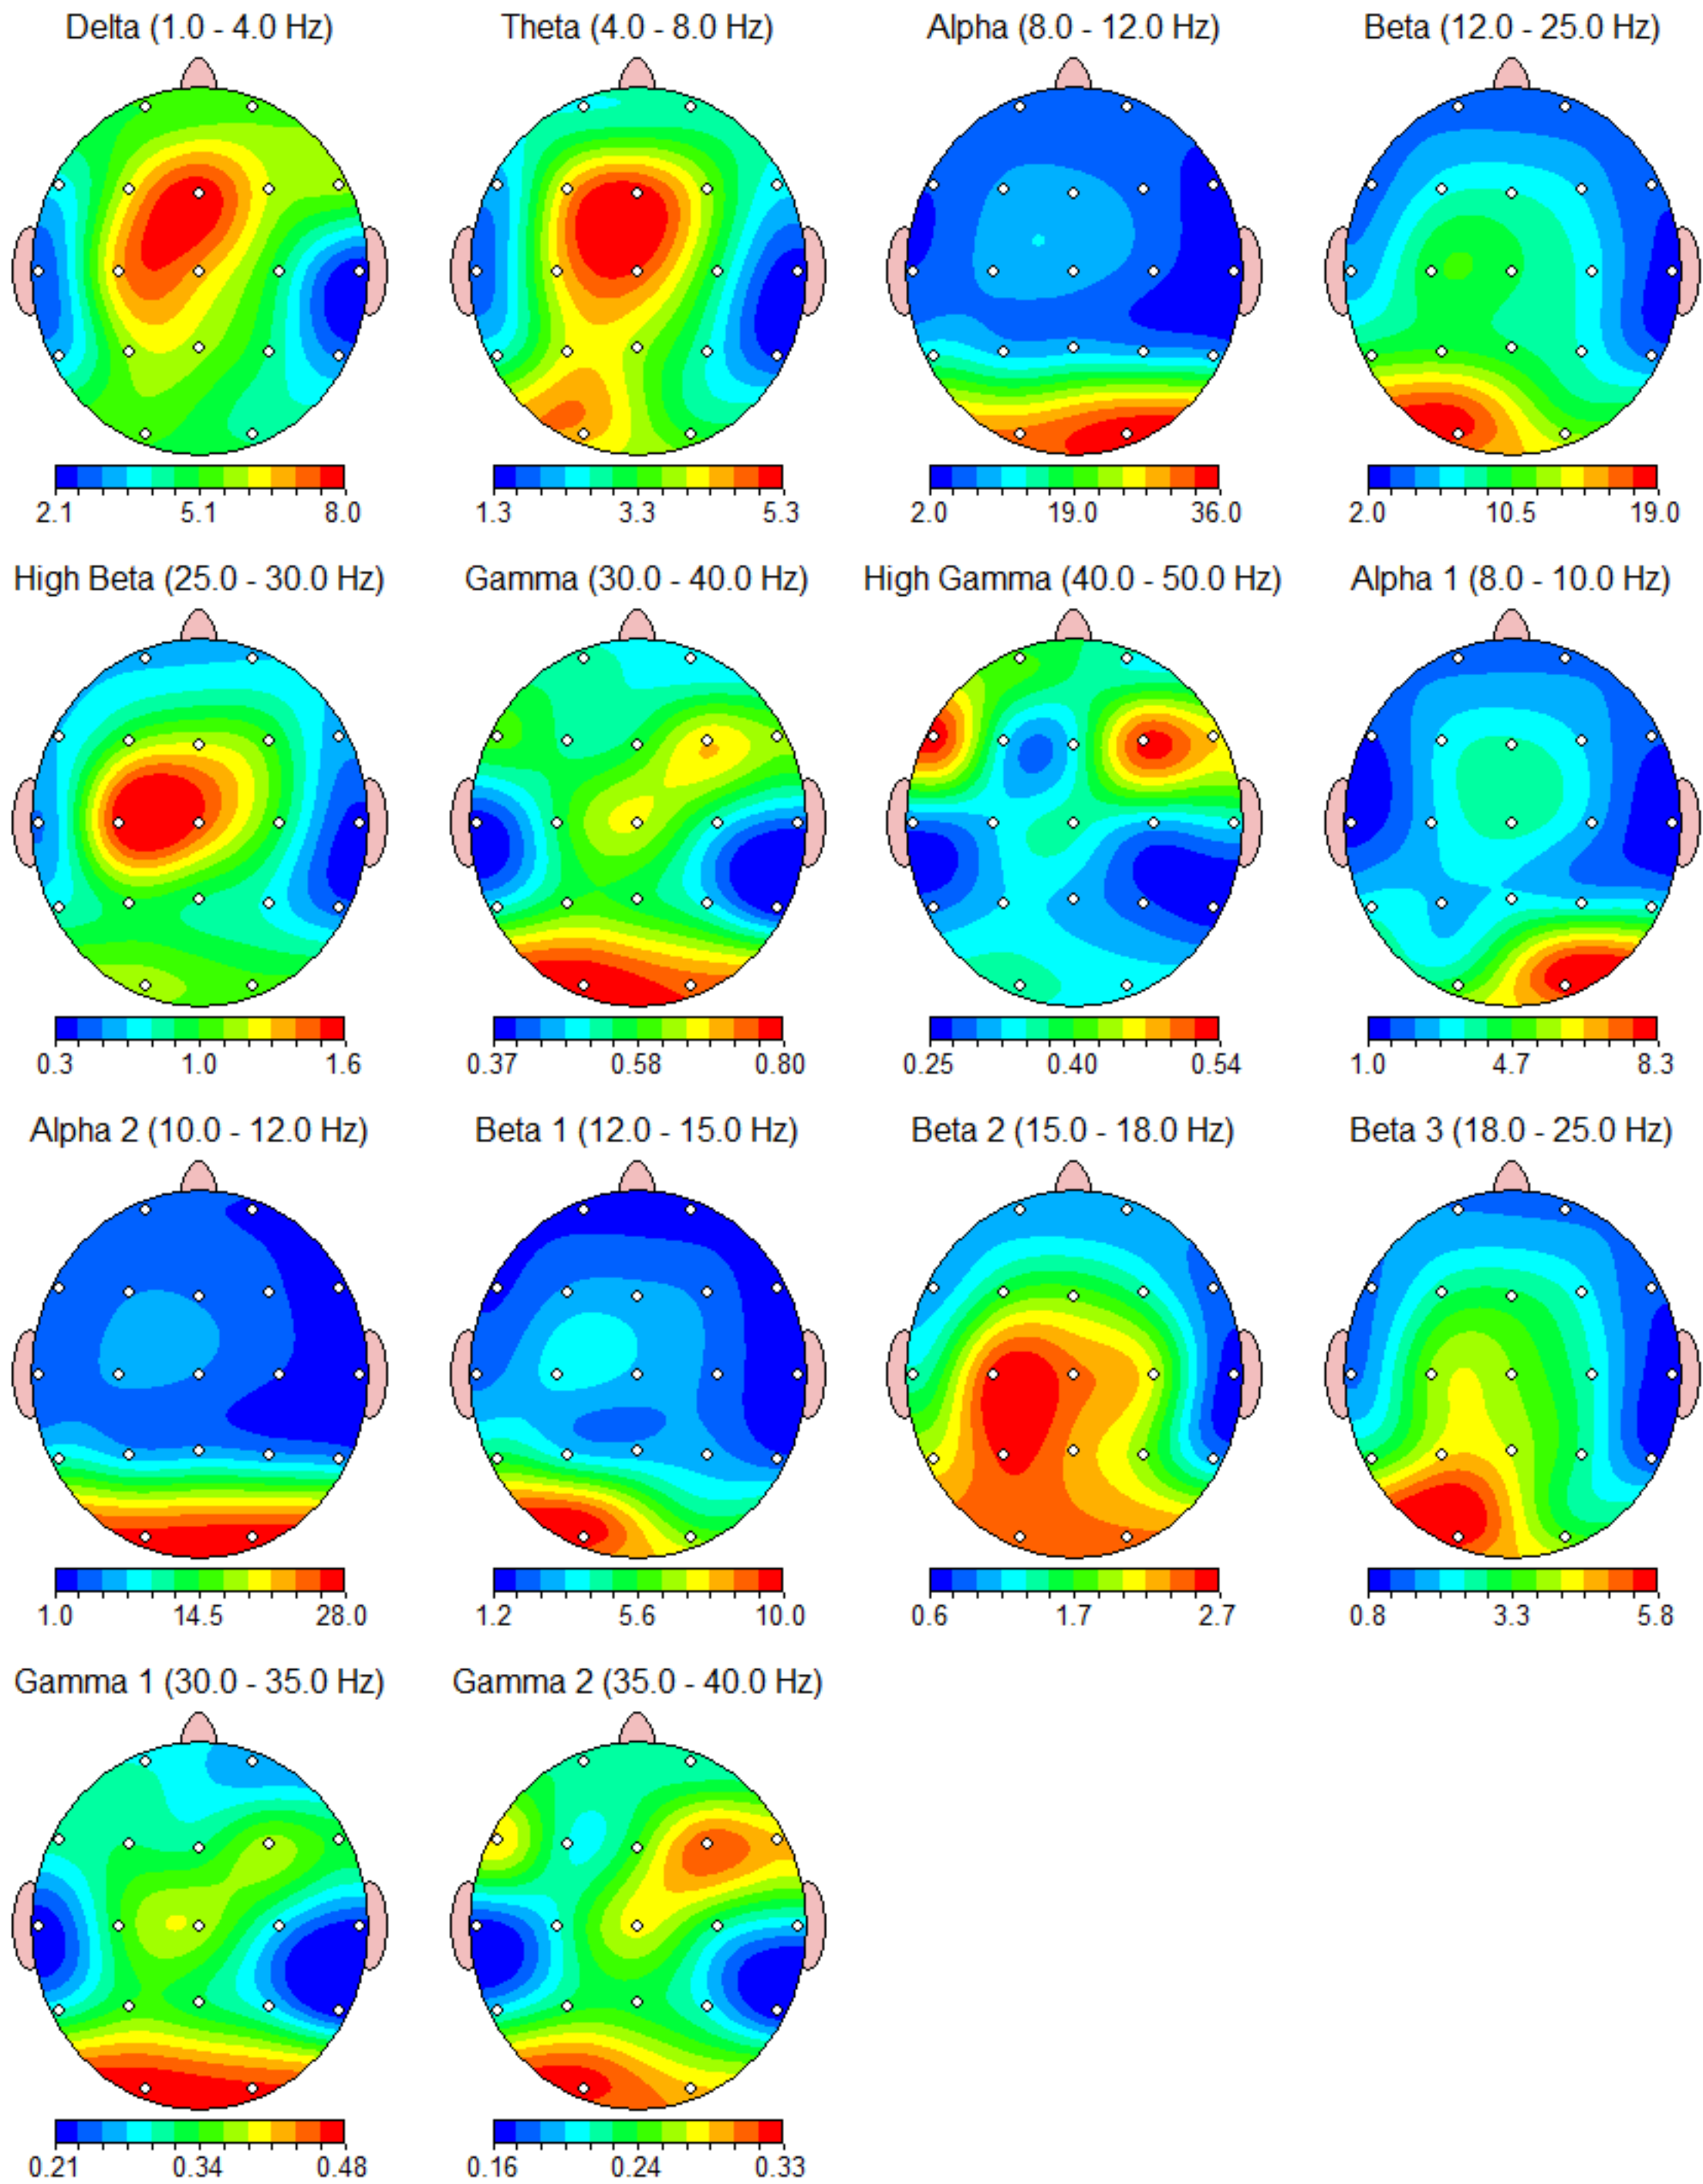 Delta (1.0 - 4.0 Hz) Theta (4.0 - 8.0 Hz) Alpha (8.0 - 12.0 Hz) Beta (12.0 - 25.0 Hz)
2.1 5.1 8.0 1.3 3.3 5.3 2.0 19.0 36.0 2.0 10.5 19.0
High Beta (25.0 - 30.0 Hz) Gamma (30.0 - 40.0 Hz) High Gamma (40.0 - 50.0 Hz) Alpha 1 (8.0 - 10.0 Hz)
0.3 1.0 1.6 0.37 0.58 0.80 0.25 0.40 0.54 1.0 4.7 8.3
Alpha 2 (10.0 - 12.0 Hz) Beta 1 (12.0 - 15.0 Hz) Beta 2 (15.0 - 18.0 Hz) Beta 3 (18.0 - 25.0 Hz)
1.0 14.5 28.0 1.2 5.6 10.0 0.6 1.7 2.7 0.8 3.3 5.8
Gamma 1 (30.0 - 35.0 Hz) Gamma 2 (35.0 - 40.0 Hz)
0.21 0.34 0.48 0.16 0.24 0.33